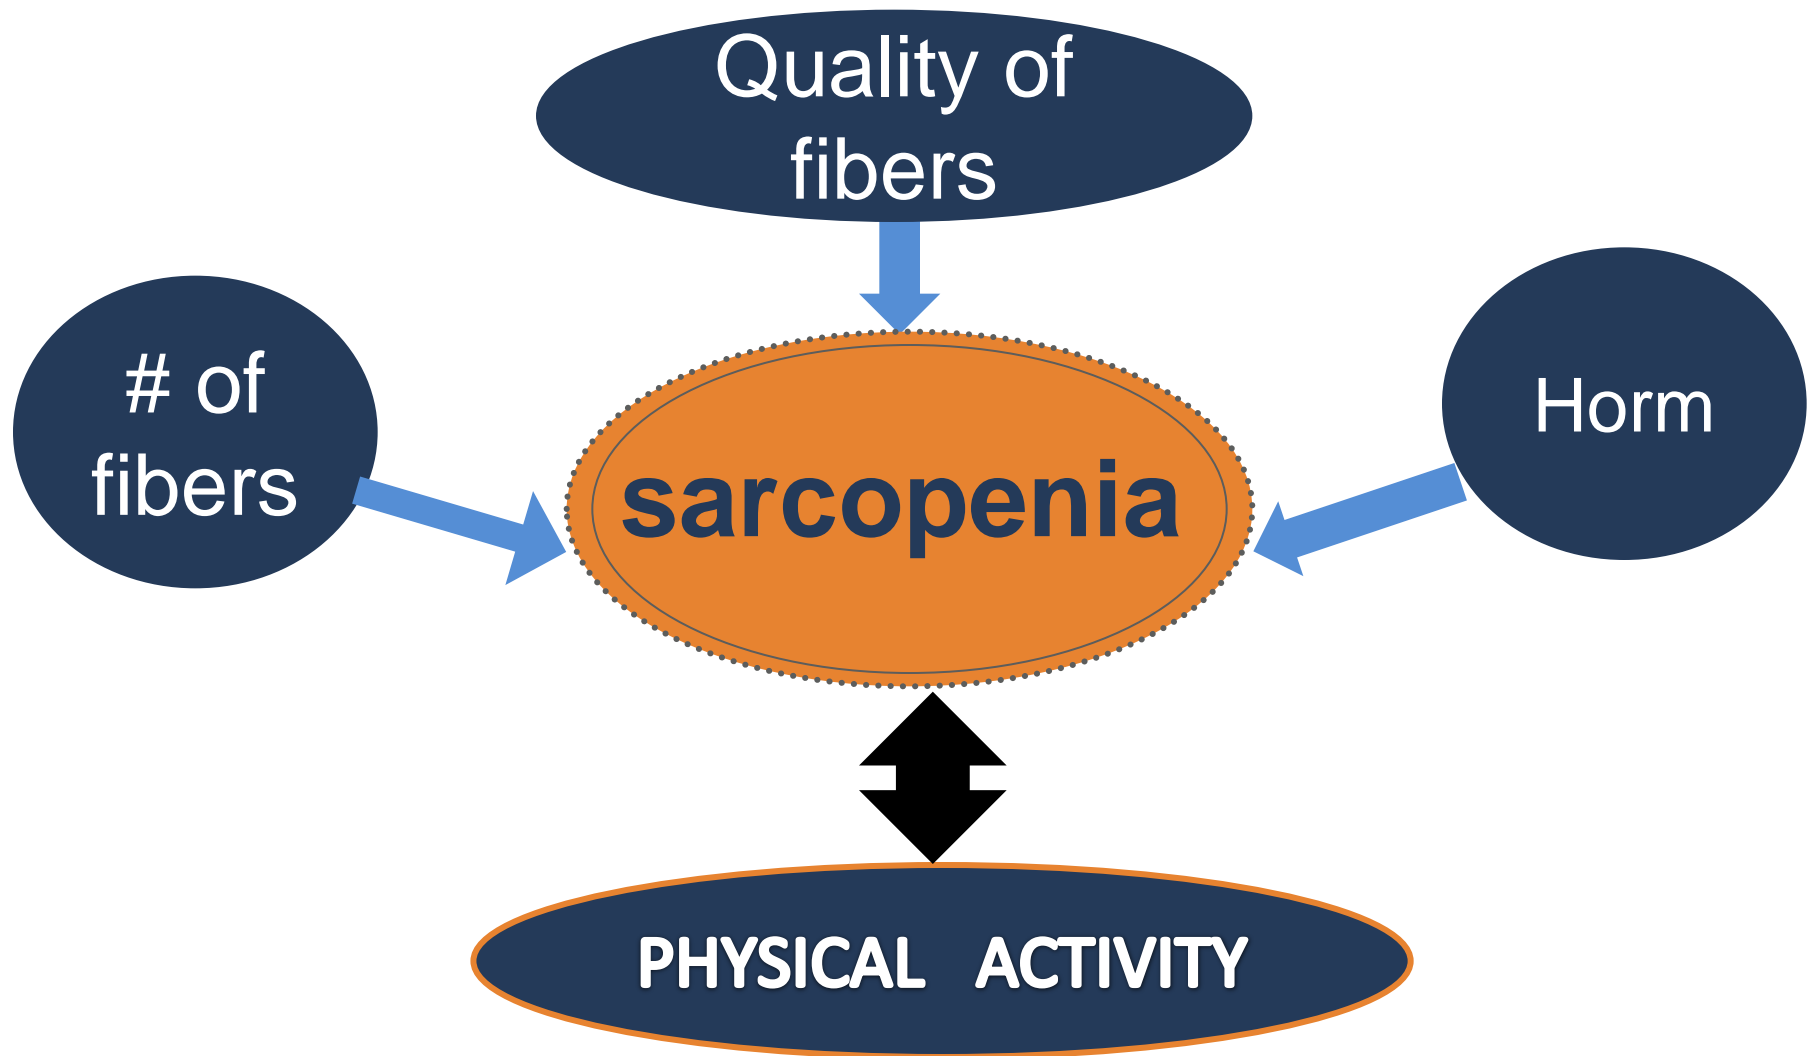 Quality of
fibers
# of
fibers
Horm
sarcopenia
PHYSICAL ACTIVITY